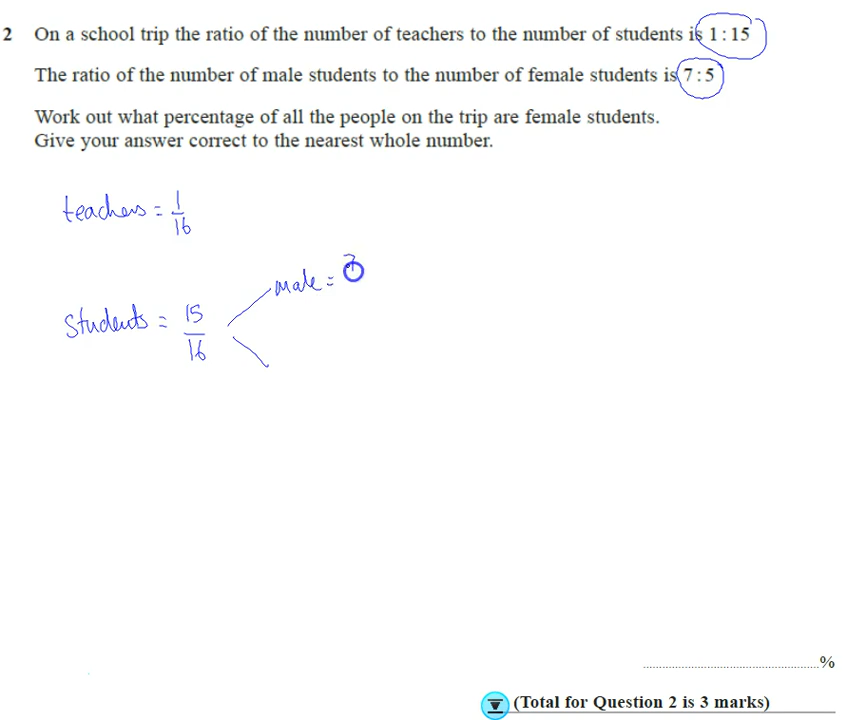 2 On a school trip the ratio of the number of teachers to the number of students is 1 : 15
The ratio of the number of male students to the number of female students is 7 : 5
Work out what percentage of all the people on the trip are female students.
Give your answer correct to the nearest whole number.
teachers = 1/16
male = 7
students = 15/16
%
(Total for Question 2 is 3 marks)